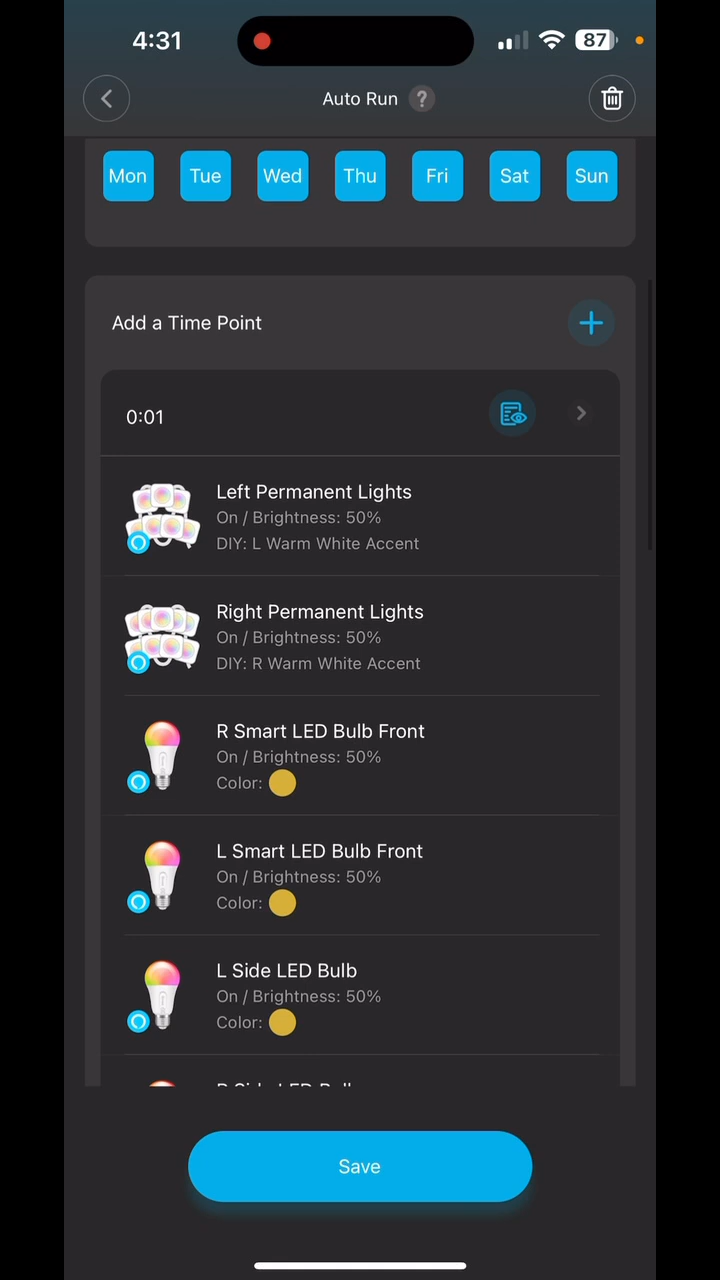 4:31
87
Auto Run ?
Mon Tue Wed Thu Fri Sat Sun
Add a Time Point
0:01
Left Permanent Lights
On / Brightness: 50%
DIY: L Warm White Accent
Right Permanent Lights
On / Brightness: 50%
DIY: R Warm White Accent
R Smart LED Bulb Front
On / Brightness: 50%
Color:
L Smart LED Bulb Front
On / Brightness: 50%
Color:
L Side LED Bulb
On / Brightness: 50%
Color:
Save